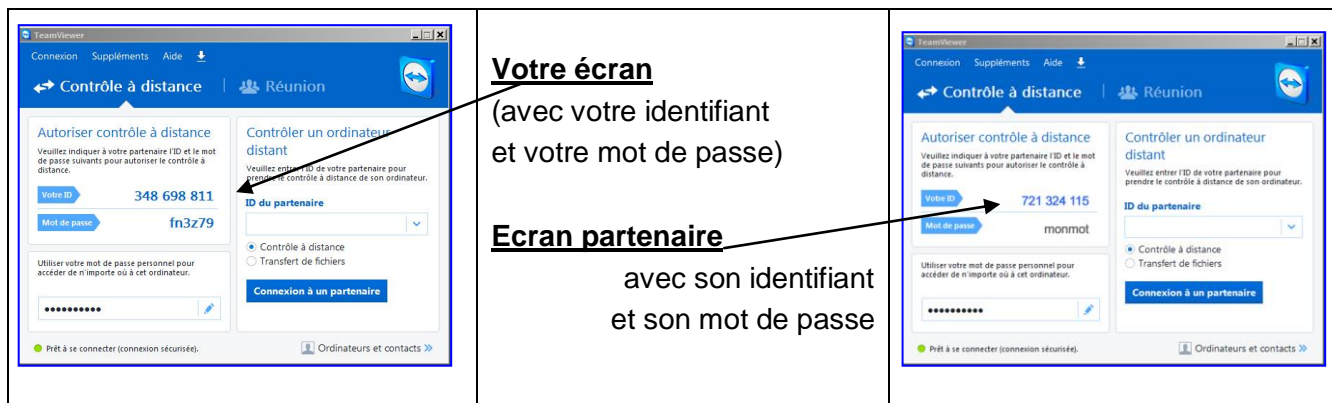 TeamViewer
Connexion Suppléments Aide
Contrôle à distance Réunion
Autoriser contrôle à distance
Veuillez indiquer à votre partenaire l'ID et le mot
de passe suivants pour autoriser le contrôle à
distance.
Votre ID 348 698 811
Mot de passe fn3z79
Utiliser votre mot de passe personnel pour
accéder de n'importe où à cet ordinateur.
••••••••••
Contrôler un ordinateur
distant
Veuillez entrer l'ID de votre partenaire pour
prendre le contrôle à distance de son ordinateur.
ID du partenaire
Contrôle à distance
Transfert de fichiers
Connexion à un partenaire
Prêt à se connecter (connexion sécurisée).
Ordinateurs et contacts
Votre écran
(avec votre identifiant
et votre mot de passe)
Ecran partenaire
avec son identifiant
et son mot de passe
TeamViewer
Connexion Suppléments Aide
Contrôle à distance Réunion
Autoriser contrôle à distance
Veuillez indiquer à votre partenaire l'ID et le mot
de passe suivants pour autoriser le contrôle à
distance.
Votre ID 721 324 115
Mot de passe monmot
Utiliser votre mot de passe personnel pour
accéder de n'importe où à cet ordinateur.
••••••••••
Contrôler un ordinateur
distant
Veuillez entrer l'ID de votre partenaire pour
prendre le contrôle à distance de son ordinateur.
ID du partenaire
Contrôle à distance
Transfert de fichiers
Connexion à un partenaire
Prêt à se connecter (connexion sécurisée).
Ordinateurs et contacts